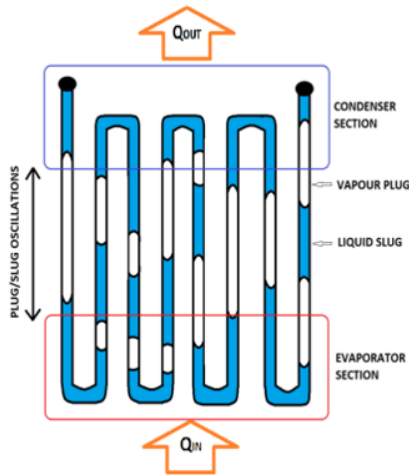 QOUT
CONDENSER
SECTION
PLUG/SLUG OSCILLATIONS
VAPOUR PLUG
LIQUID SLUG
EVAPORATOR
SECTION
QIN